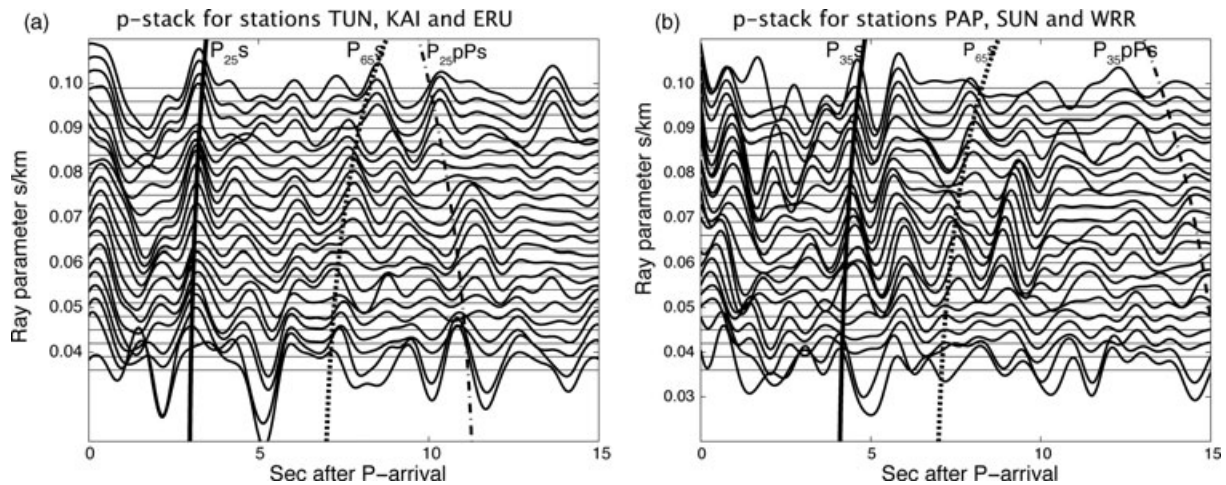 (a) p-stack for stations TUN, KAI and ERU
P25s P65s P25pPs
Ray parameter s/km
0.10
0.09
0.08
0.07
0.06
0.05
0.04
0 5 10 15
Sec after P-arrival
(b) p-stack for stations PAP, SUN and WRR
P35s P65s P35pPs
Ray parameter s/km
0.10
0.09
0.08
0.07
0.06
0.05
0.04
0.03
0 5 10 15
Sec after P-arrival